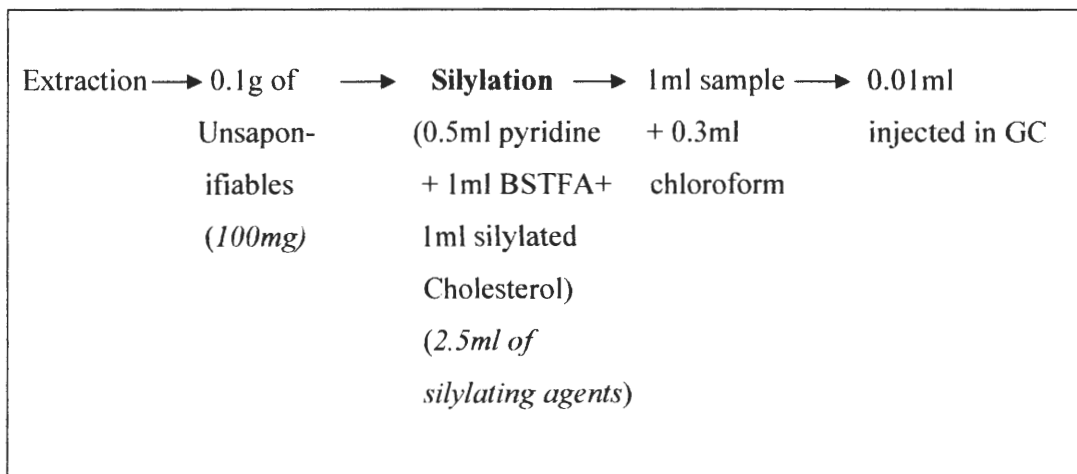 Extraction → 0.1g of → Silylation → 1ml sample → 0.01ml
Unsapon- (0.5ml pyridine + 0.3ml injected in GC
ifiables + 1ml BSTFA+ chloroform
(100mg) 1ml silylated
Cholesterol)
(2.5ml of
silylating agents)